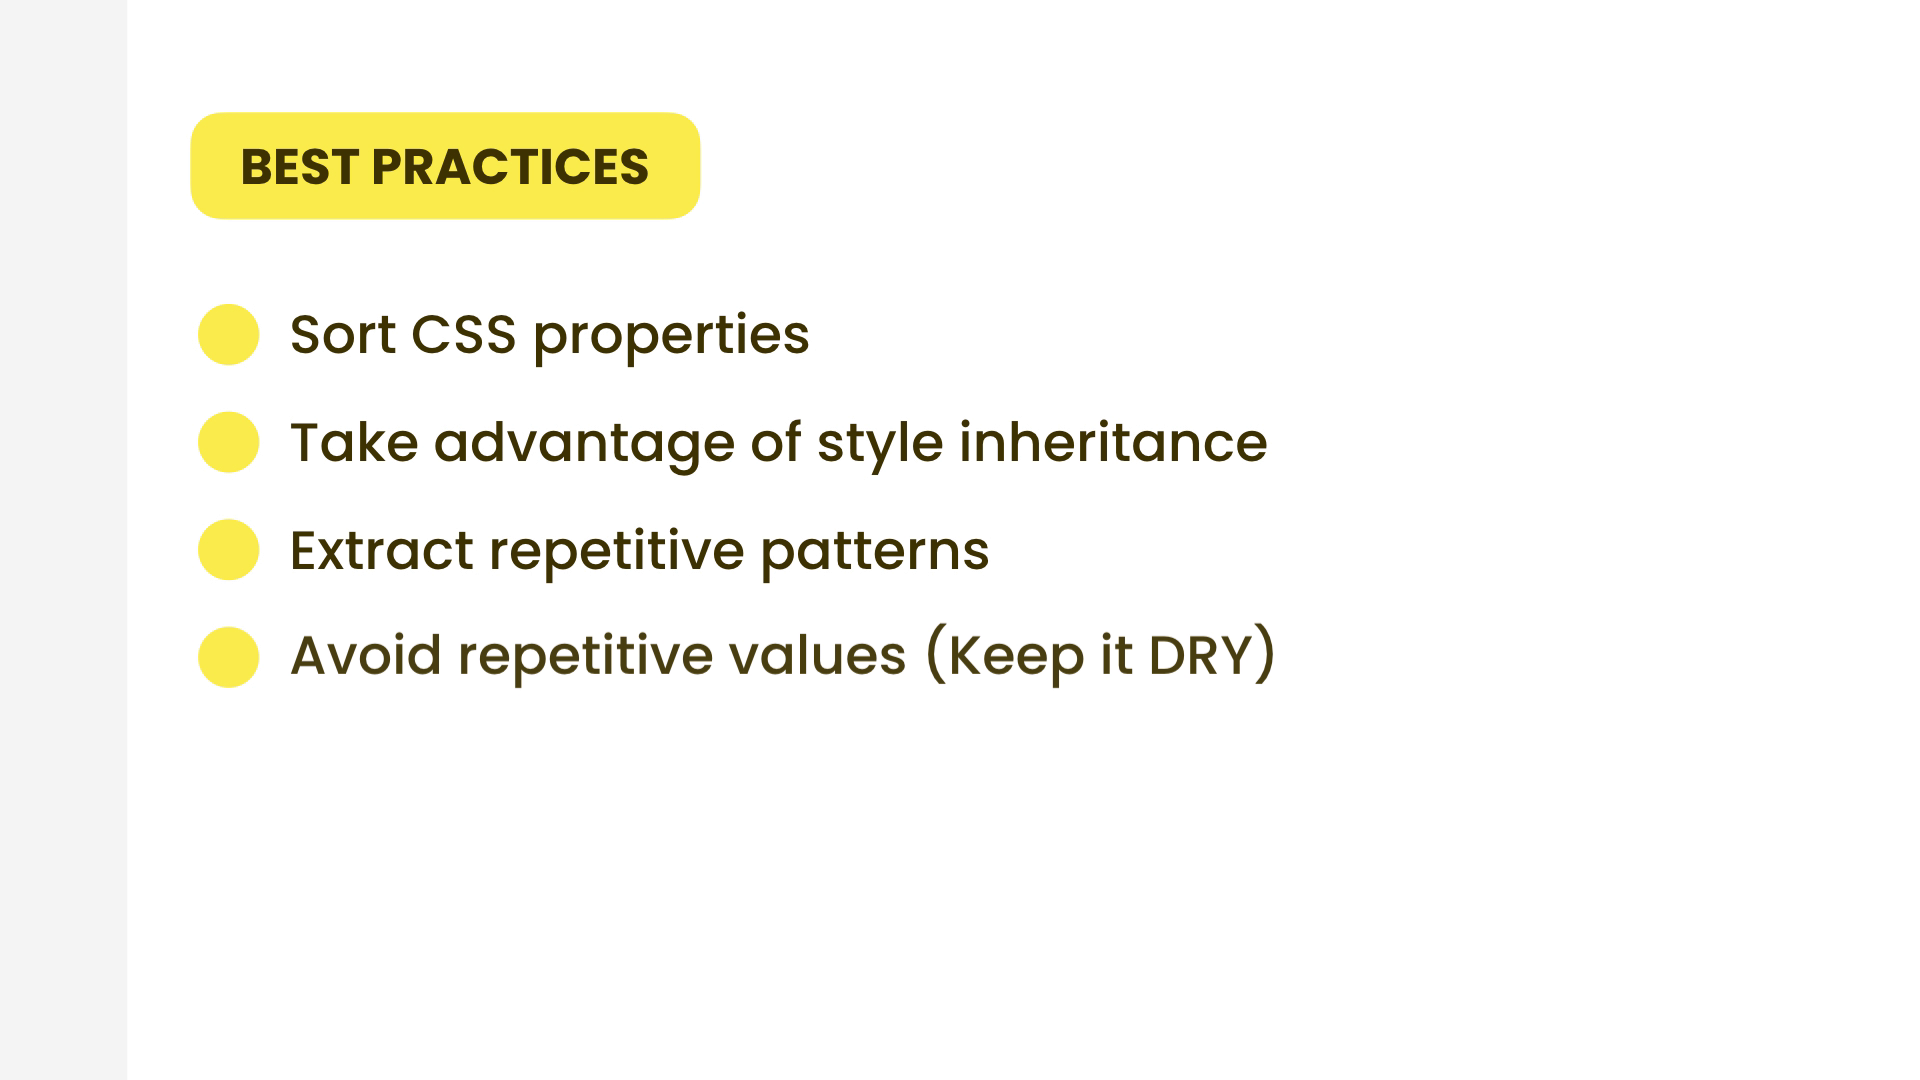 BEST PRACTICES
Sort CSS properties
Take advantage of style inheritance
Extract repetitive patterns
Avoid repetitive values (Keep it DRY)